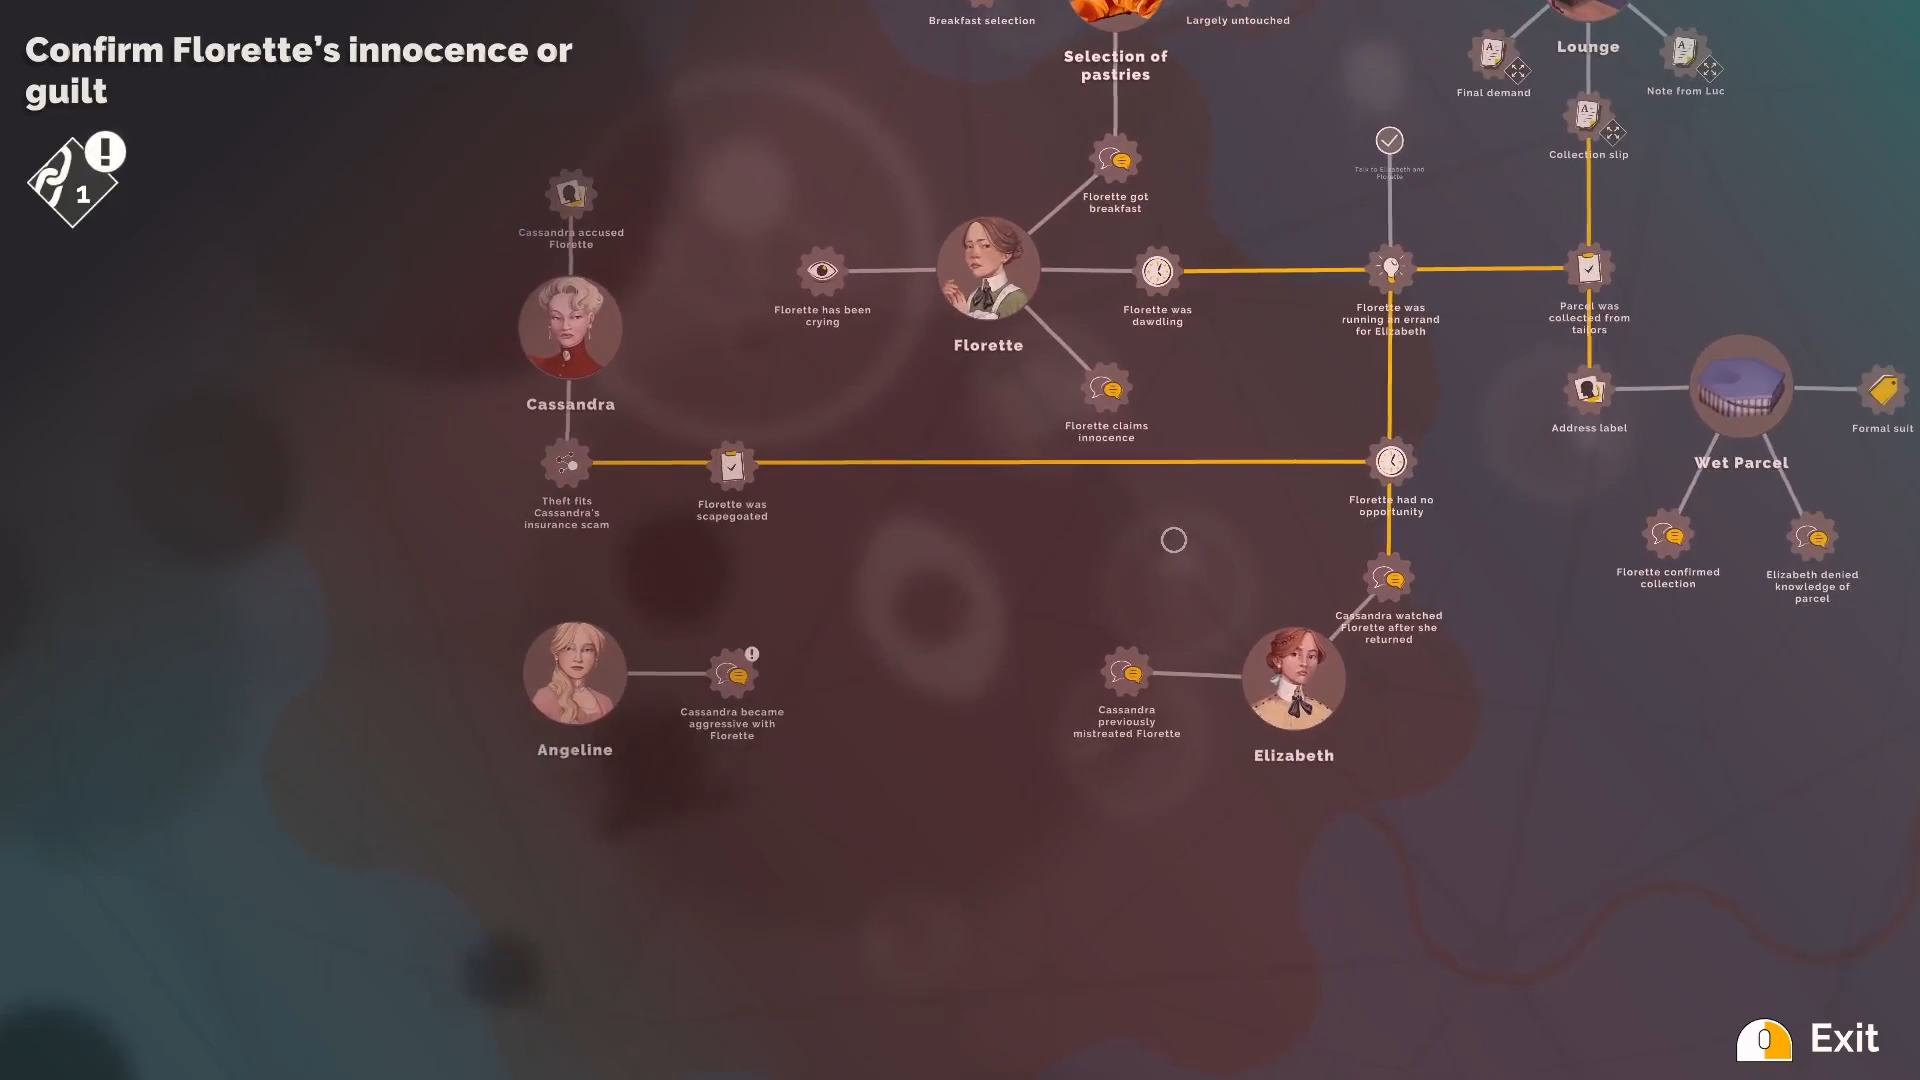 Confirm Florette's innocence or
guilt
1
Breakfast selection
Largely untouched
Selection of
pastries
Lounge
Final demand
Note from Luc
Collection slip
Talk to Elizabeth and
Florette
Florette got
breakfast
Cassandra accused
Florette
Florette has been
crying
Florette was
dawdling
Florette was
running an errand
for Elizabeth
Parcel was
collected from
tailors
Florette
Cassandra
Florette claims
innocence
Address label
Formal suit
Wet Parcel
Theft fits
Cassandra's
insurance scam
Florette was
scapegoated
Florette had no
opportunity
Florette confirmed
collection
Elizabeth denied
knowledge of
parcel
Cassandra watched
Florette after she
returned
Cassandra became
aggressive with
Florette
Cassandra
previously
mistreated Florette
Angeline
Elizabeth
Exit